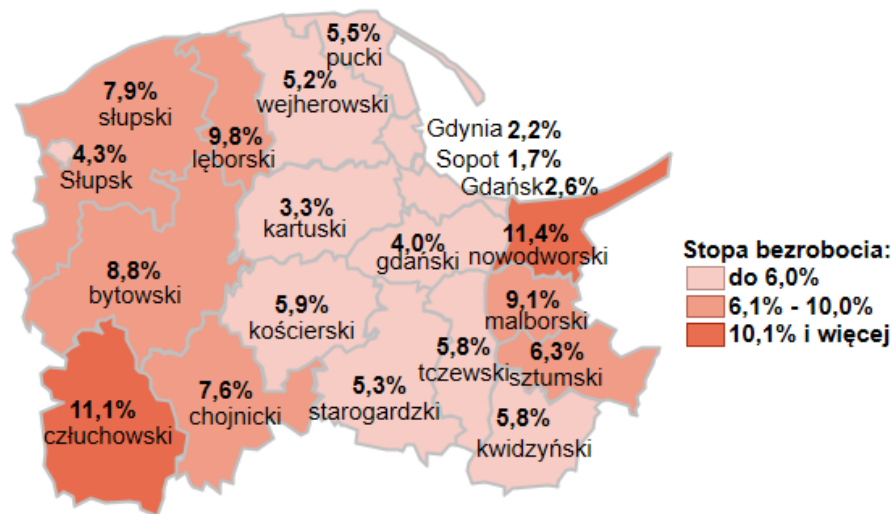 5,5%
pucki
5,2%
wejherowski
7,9%
słupski
9,8%
lęborski
4,3%
Słupsk
Gdynia 2,2%
Sopot 1,7%
Gdańsk 2,6%
3,3%
kartuski
4,0%
gdański
11,4%
nowodworski
8,8%
bytowski
5,9%
kościerski
9,1%
malborski
5,8%
tczewski
6,3%
sztumski
11,1%
człuchowski
7,6%
chojnicki
5,3%
starogardzki
5,8%
kwidzyński
Stopa bezrobocia:
do 6,0%
6,1% - 10,0%
10,1% i więcej